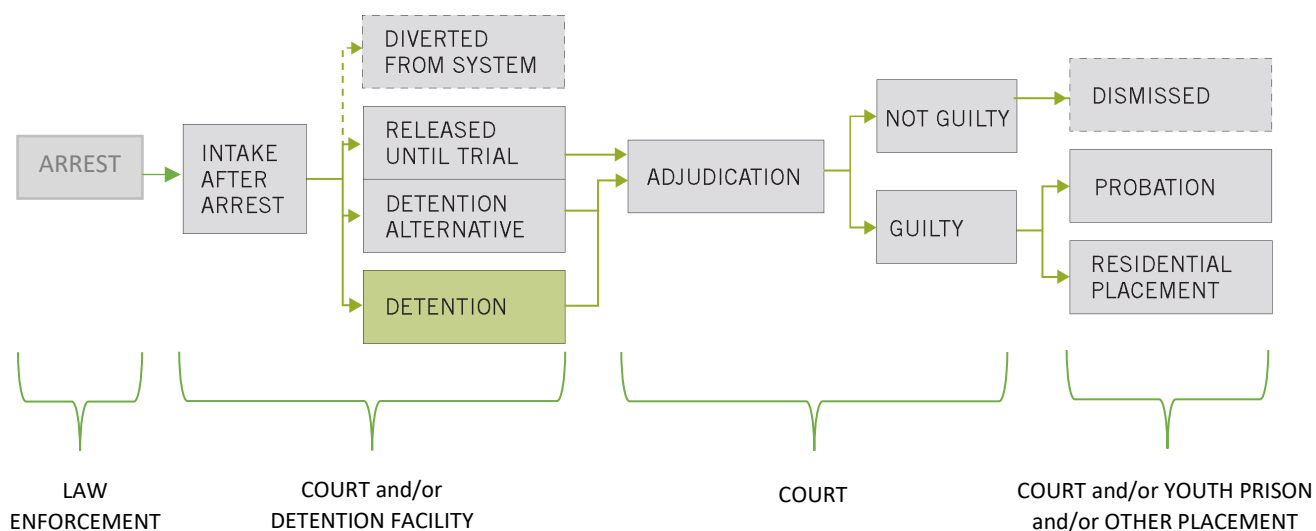 ARREST
INTAKE
AFTER
ARREST
DIVERTED
FROM SYSTEM
RELEASED
UNTIL TRIAL
DETENTION
ALTERNATIVE
DETENTION
ADJUDICATION
NOT GUILTY
GUILTY
DISMISSED
PROBATION
RESIDENTIAL
PLACEMENT
LAW
ENFORCEMENT
COURT and/or
DETENTION FACILITY
COURT
COURT and/or YOUTH PRISON
and/or OTHER PLACEMENT